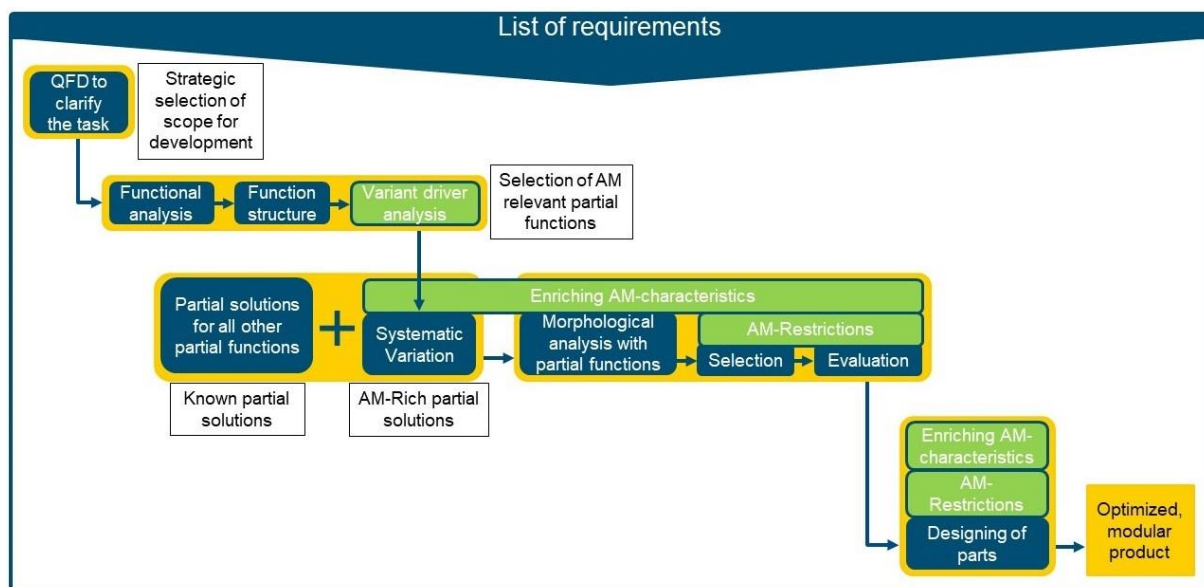 List of requirements
QFD to
clarify
the task
Strategic
selection of
scope for
development
Functional
analysis
Function
structure
Variant driver
analysis
Selection of AM
relevant partial
functions
Partial solutions
for all other
partial functions
+
Enriching AM-characteristics
Systematic
Variation
Morphological
analysis with
partial functions
AM-Restrictions
Selection
Evaluation
Known partial
solutions
AM-Rich partial
solutions
Enriching AM-
characteristics
AM-
Restrictions
Designing of
parts
Optimized,
modular
product